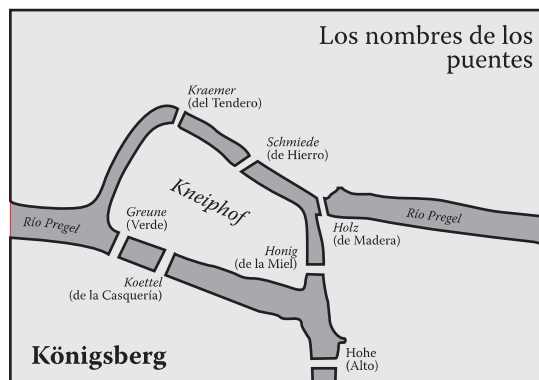 Los nombres de los
puentes
Kraemer
(del Tendero)
Schmiede
(de Hierro)
Kneiphof
Río Pregel
Greune
(Verde)
Río Pregel
Holz
(de Madera)
Honig
(de la Miel)
Koettel
(de la Casquería)
Königsberg
Hohe
(Alto)